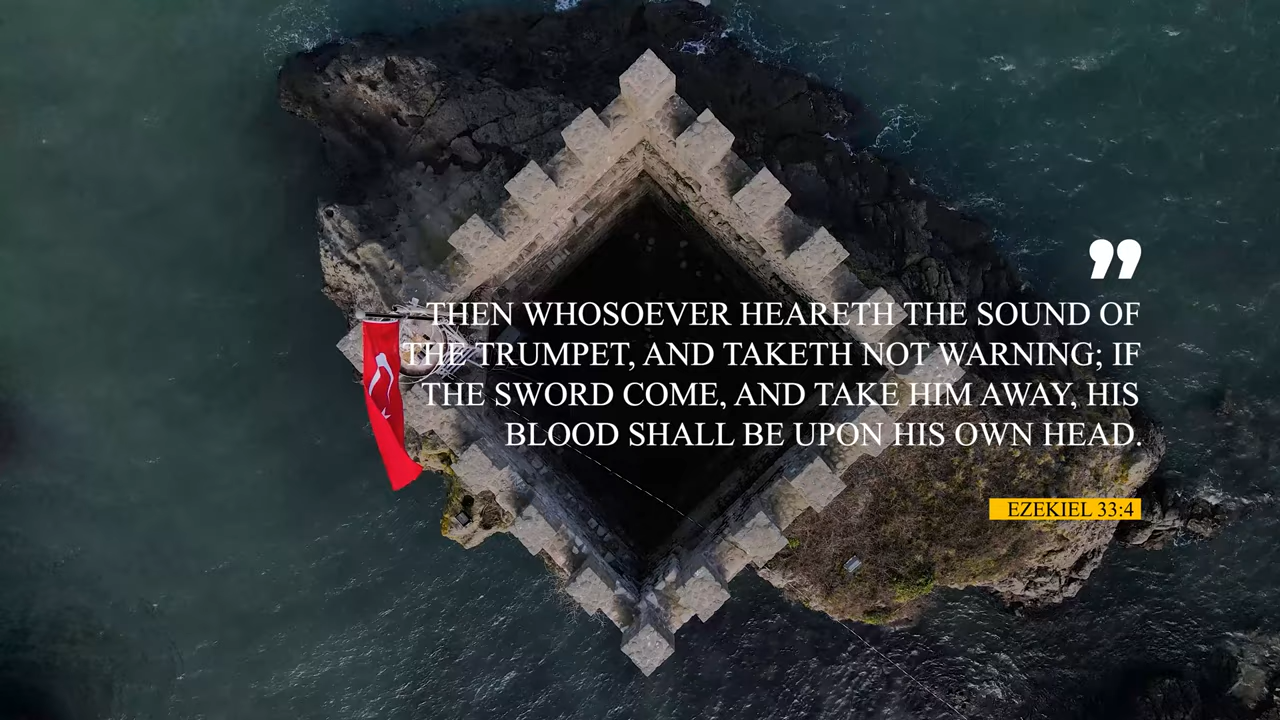 ”
THEN WHOSOEVER HEARETH THE SOUND OF
THE TRUMPET, AND TAKETH NOT WARNING; IF
THE SWORD COME, AND TAKE HIM AWAY, HIS
BLOOD SHALL BE UPON HIS OWN HEAD.
EZEKIEL 33:4